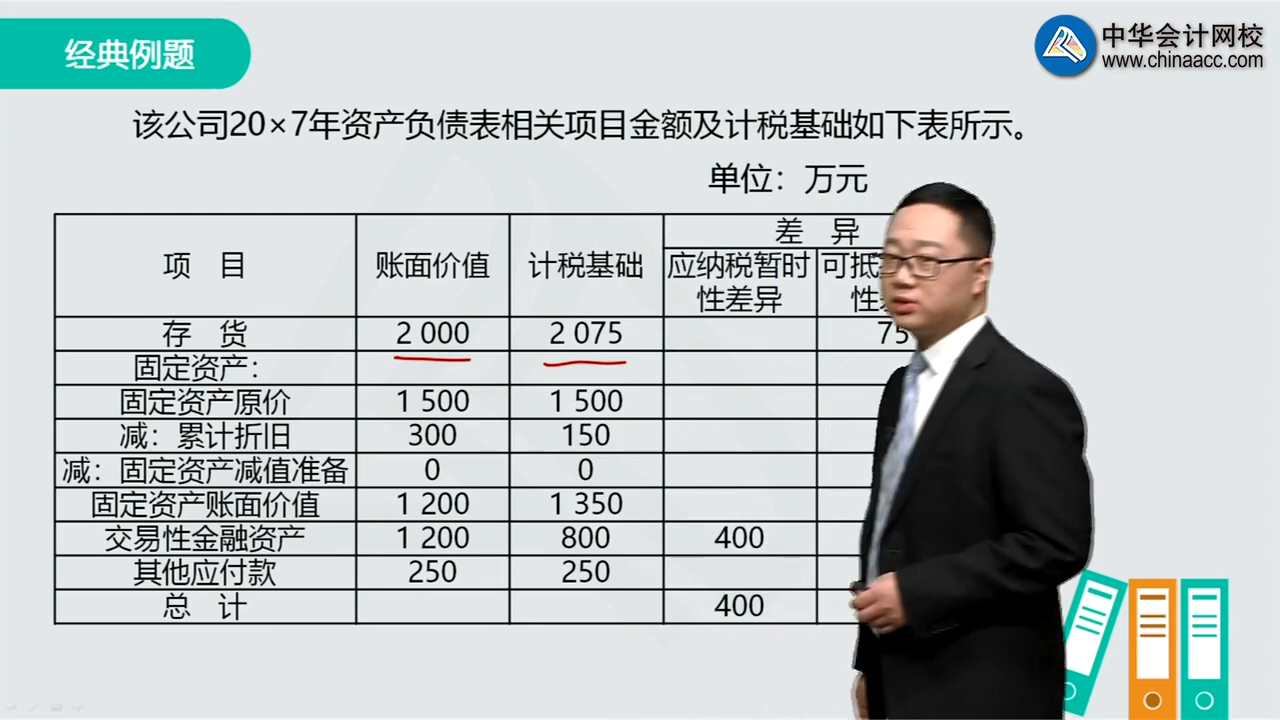 经典例题
中华会计网校
www.chinaacc.com
该公司20×7年资产负债表相关项目金额及计税基础如下表所示。
单位：万元
项 目 账面价值 计税基础 差 异
应纳税暂时性差异 可抵
存 货 2 000 2 075 75
固定资产：
固定资产原价 1 500 1 500
减：累计折旧 300 150
减：固定资产减值准备 0 0
固定资产账面价值 1 200 1 350
交易性金融资产 1 200 800 400
其他应付款 250 250
总 计 400